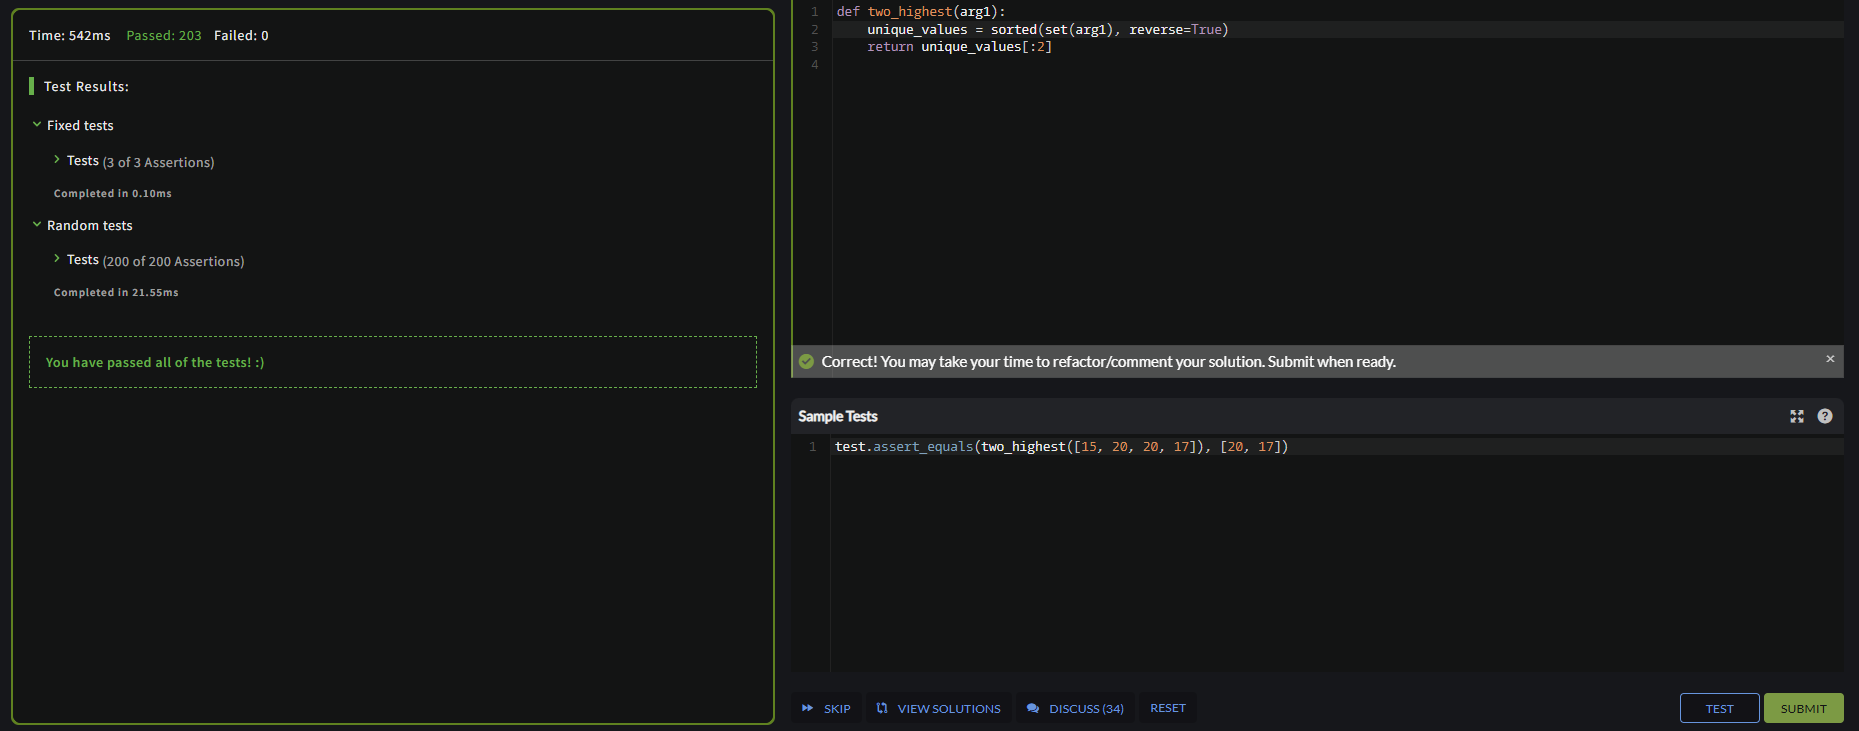 Time: 542ms Passed: 203 Failed: 0
Test Results:
Fixed tests
Tests (3 of 3 Assertions)
Completed in 0.10ms
Random tests
Tests (200 of 200 Assertions)
Completed in 21.55ms
You have passed all of the tests! :)
1 def two_highest(arg1):
2     unique_values = sorted(set(arg1), reverse=True)
3     return unique_values[:2]
4
Correct! You may take your time to refactor/comment your solution. Submit when ready. ×
Sample Tests ?
1 test.assert_equals(two_highest([15, 20, 20, 17]), [20, 17])
SKIP VIEW SOLUTIONS DISCUSS (34) RESET TEST SUBMIT